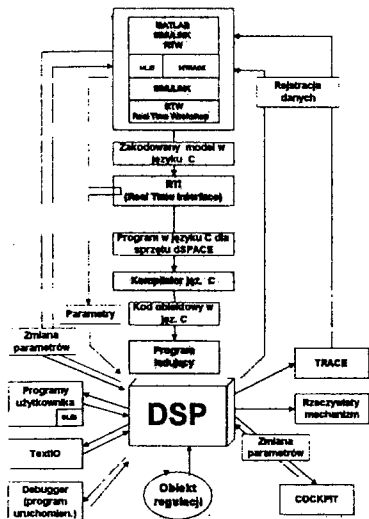 MATLAB
SIMULINK
RTW
MLIB
MTRACE
SIMULINK
RTW
Real Time Workshop
Rejstracja
danych
Zakodowany model w
języku C
RTI
(Real Time Interface)
Program w języku C dla
sprzętu dSPACE
Kompilator jęz. C
Kod obiektowy w
jęz. C
Parametry
Program
ładujący
Zmiana
parametrów
TRACE
Programy
użytkownika
MLIB
DSP
Rzeczywisty
mechanizm
TextIO
Zmiana
parametrów
Debugger
(program
uruchomien.)
Obiekt
regulacji
COCKPIT